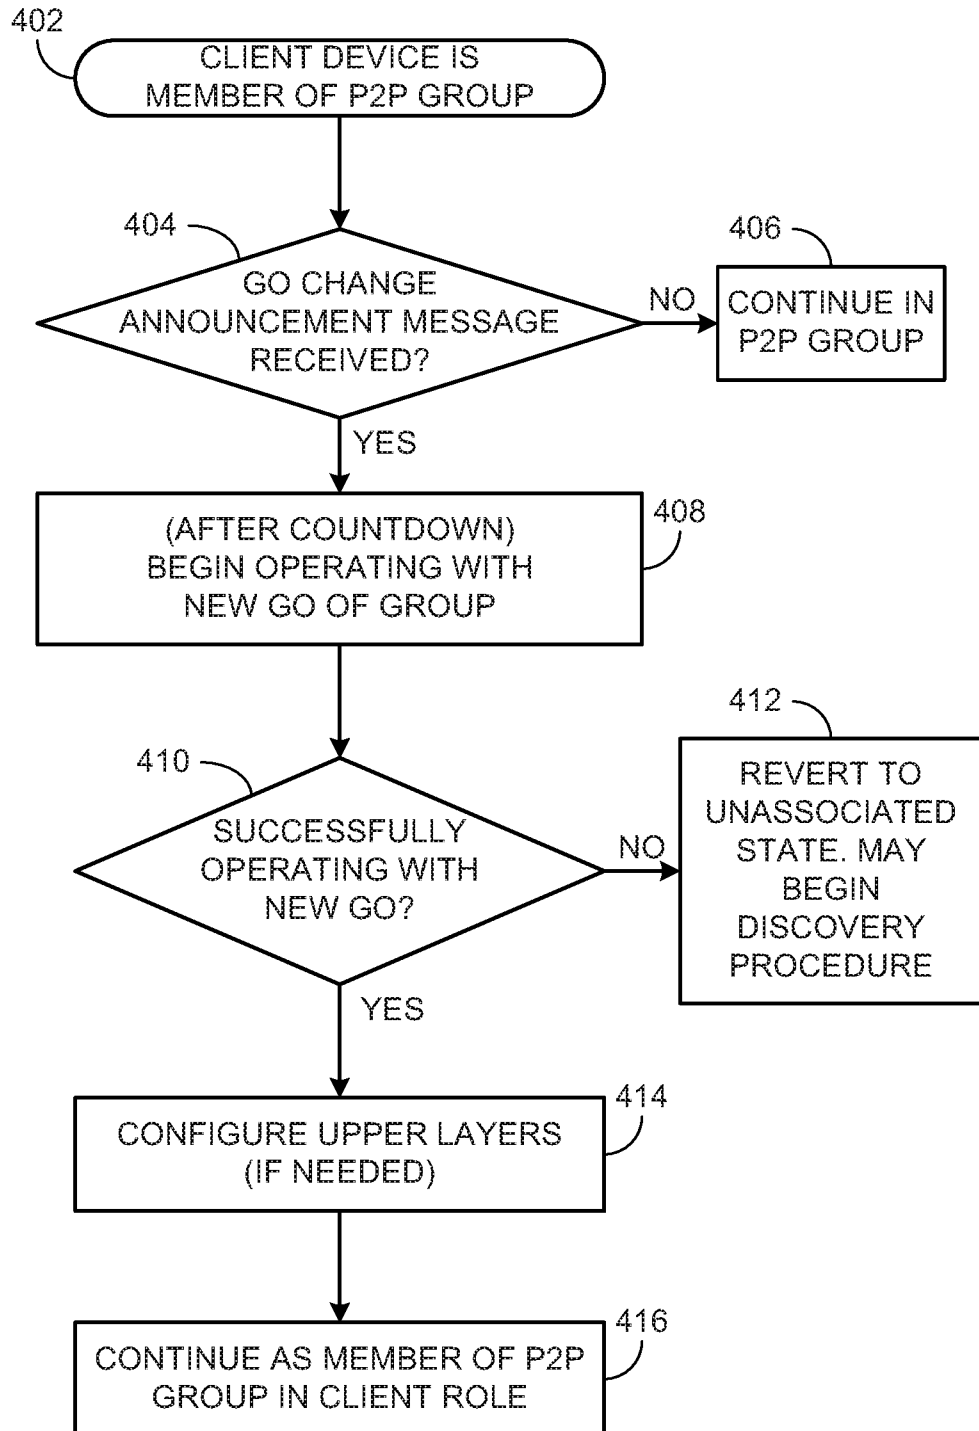 402
CLIENT DEVICE IS
MEMBER OF P2P GROUP
404
GO CHANGE
ANNOUNCEMENT MESSAGE
RECEIVED?
NO
406
CONTINUE IN
P2P GROUP
YES
408
(AFTER COUNTDOWN)
BEGIN OPERATING WITH
NEW GO OF GROUP
410
SUCCESSFULLY
OPERATING WITH
NEW GO?
NO
412
REVERT TO
UNASSOCIATED
STATE. MAY
BEGIN
DISCOVERY
PROCEDURE
YES
414
CONFIGURE UPPER LAYERS
(IF NEEDED)
416
CONTINUE AS MEMBER OF P2P
GROUP IN CLIENT ROLE